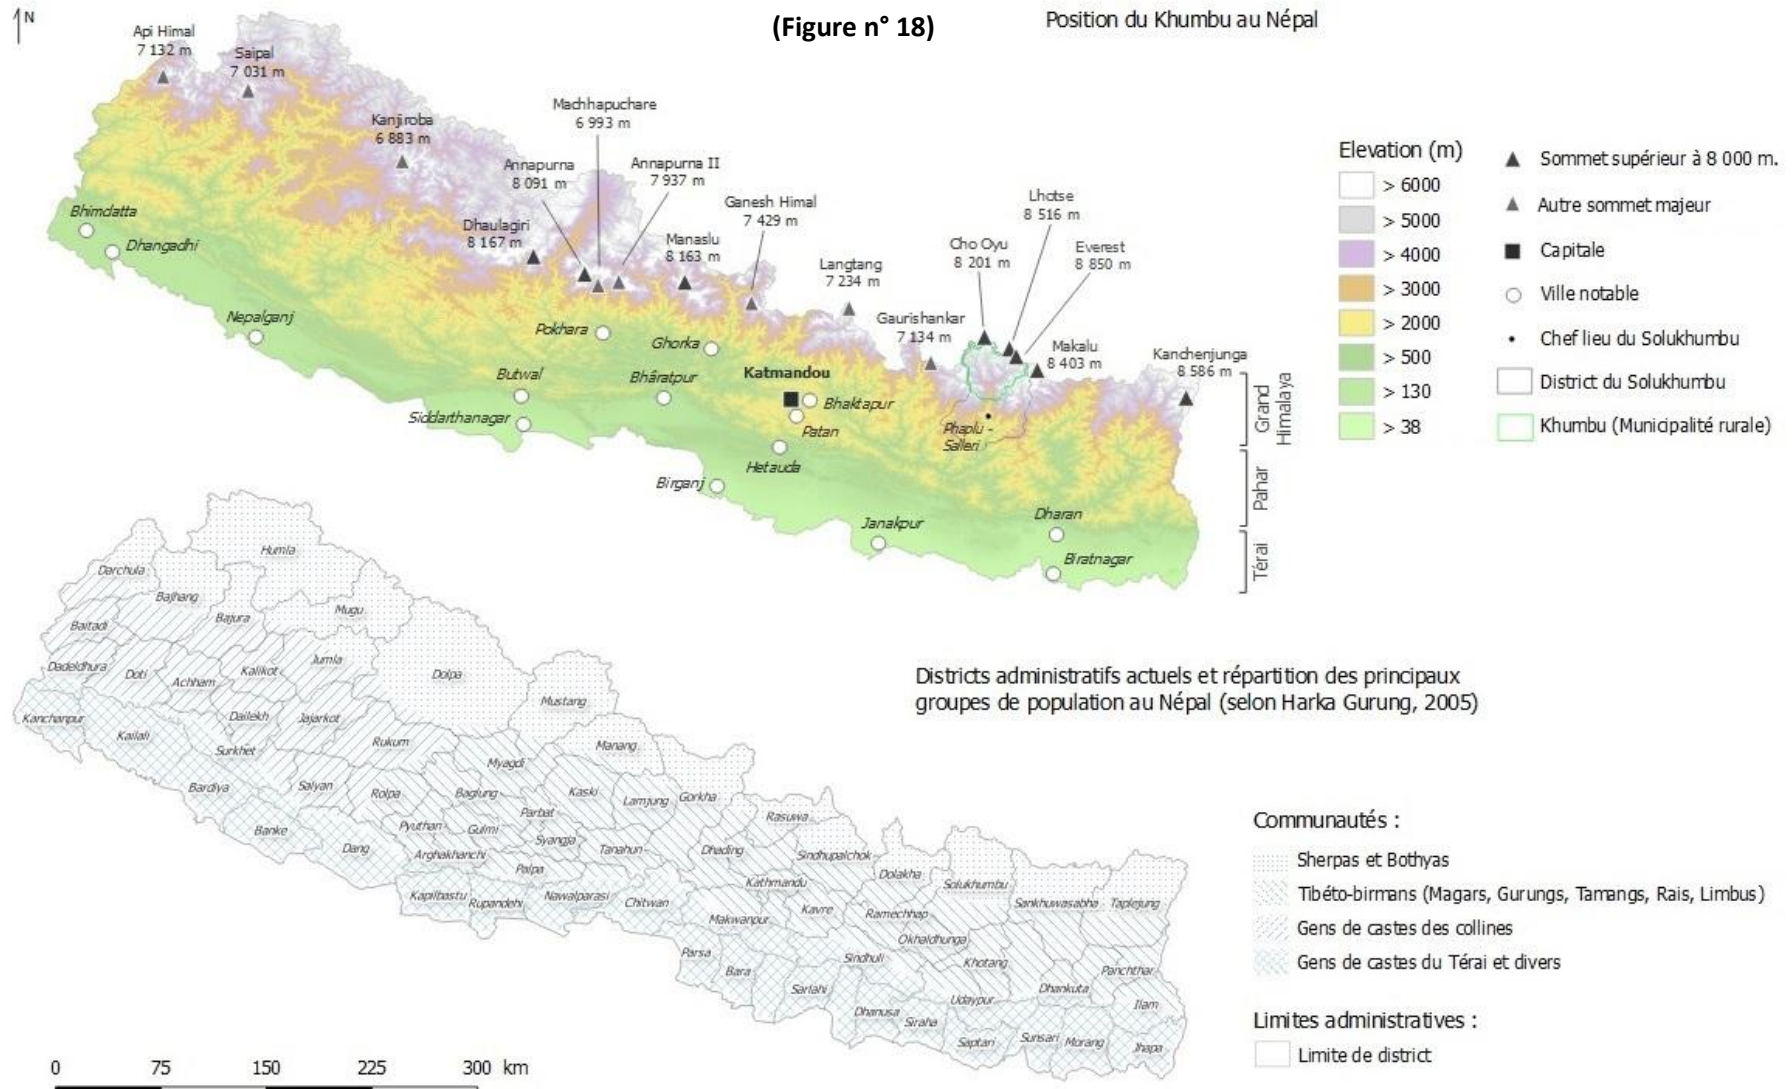 N
(Figure n° 18)
Position du Khumbu au Népal
Api Himal
7 132 m
Saipal
7 031 m
Kanjiroba
6 883 m
Machhapuchare
6 993 m
Annapurna
8 091 m
Annapurna II
7 937 m
Dhaulagiri
8 167 m
Manaslu
8 163 m
Ganesh Himal
7 429 m
Langtang
7 234 m
Gaurishankar
7 134 m
Cho Oyu
8 201 m
Lhotse
8 516 m
Everest
8 850 m
Makalu
8 403 m
Kanchenjunga
8 586 m
Bhimdatta
Dhangadhi
Nepalganj
Pokhara
Ghorka
Butwal
Bhâratpur
Siddarthanagar
Katmandou
Bhaktapur
Patan
Hetauda
Birganj
Janakpur
Phaplu -
Salleri
Dharan
Biratnagar
Grand
Himalaya
Pahar
Térai
Elevation (m)
> 6000
> 5000
> 4000
> 3000
> 2000
> 500
> 130
> 38
Sommet supérieur à 8 000 m.
Autre sommet majeur
Capitale
Ville notable
Chef lieu du Solukhumbu
District du Solukhumbu
Khumbu (Municipalité rurale)
Districts administratifs actuels et répartition des principaux
groupes de population au Népal (selon Harka Gurung, 2005)
Humla
Darchula
Bajhang
Bajura
Mugu
Baitadi
Dadeldhura
Doti
Achham
Kalikot
Jumla
Dolpa
Mustang
Kanchanpur
Kailali
Dailekh
Jajarkot
Surkhet
Rukum
Manang
Bardiya
Salyan
Rolpa
Myagdi
Baglung
Kaski
Lamjung
Gorkha
Banke
Dang
Pyuthan
Gulmi
Parbat
Syangja
Arghakhanchi
Palpa
Tanahun
Rasuwa
Dhading
Sindhupalchok
Kapilbastu
Rupandehi
Nawalparasi
Chitwan
Kathmandu
Dolakha
Solukhumbu
Sankhuwasabha
Taplejung
Makwanpur
Kavre
Ramechhap
Okhaldhunga
Parsa
Bara
Sindhuli
Khotang
Panchthar
Sarlahi
Dhankuta
Udaypur
Ilam
Dhanusa
Siraha
Saptari
Sunsari
Morang
Jhapa
Communautés :
Sherpas et Bothyas
Tibéto-birmans (Magars, Gurungs, Tamangs, Rais, Limbus)
Gens de castes des collines
Gens de castes du Térai et divers
Limites administratives :
Limite de district
0 75 150 225 300 km